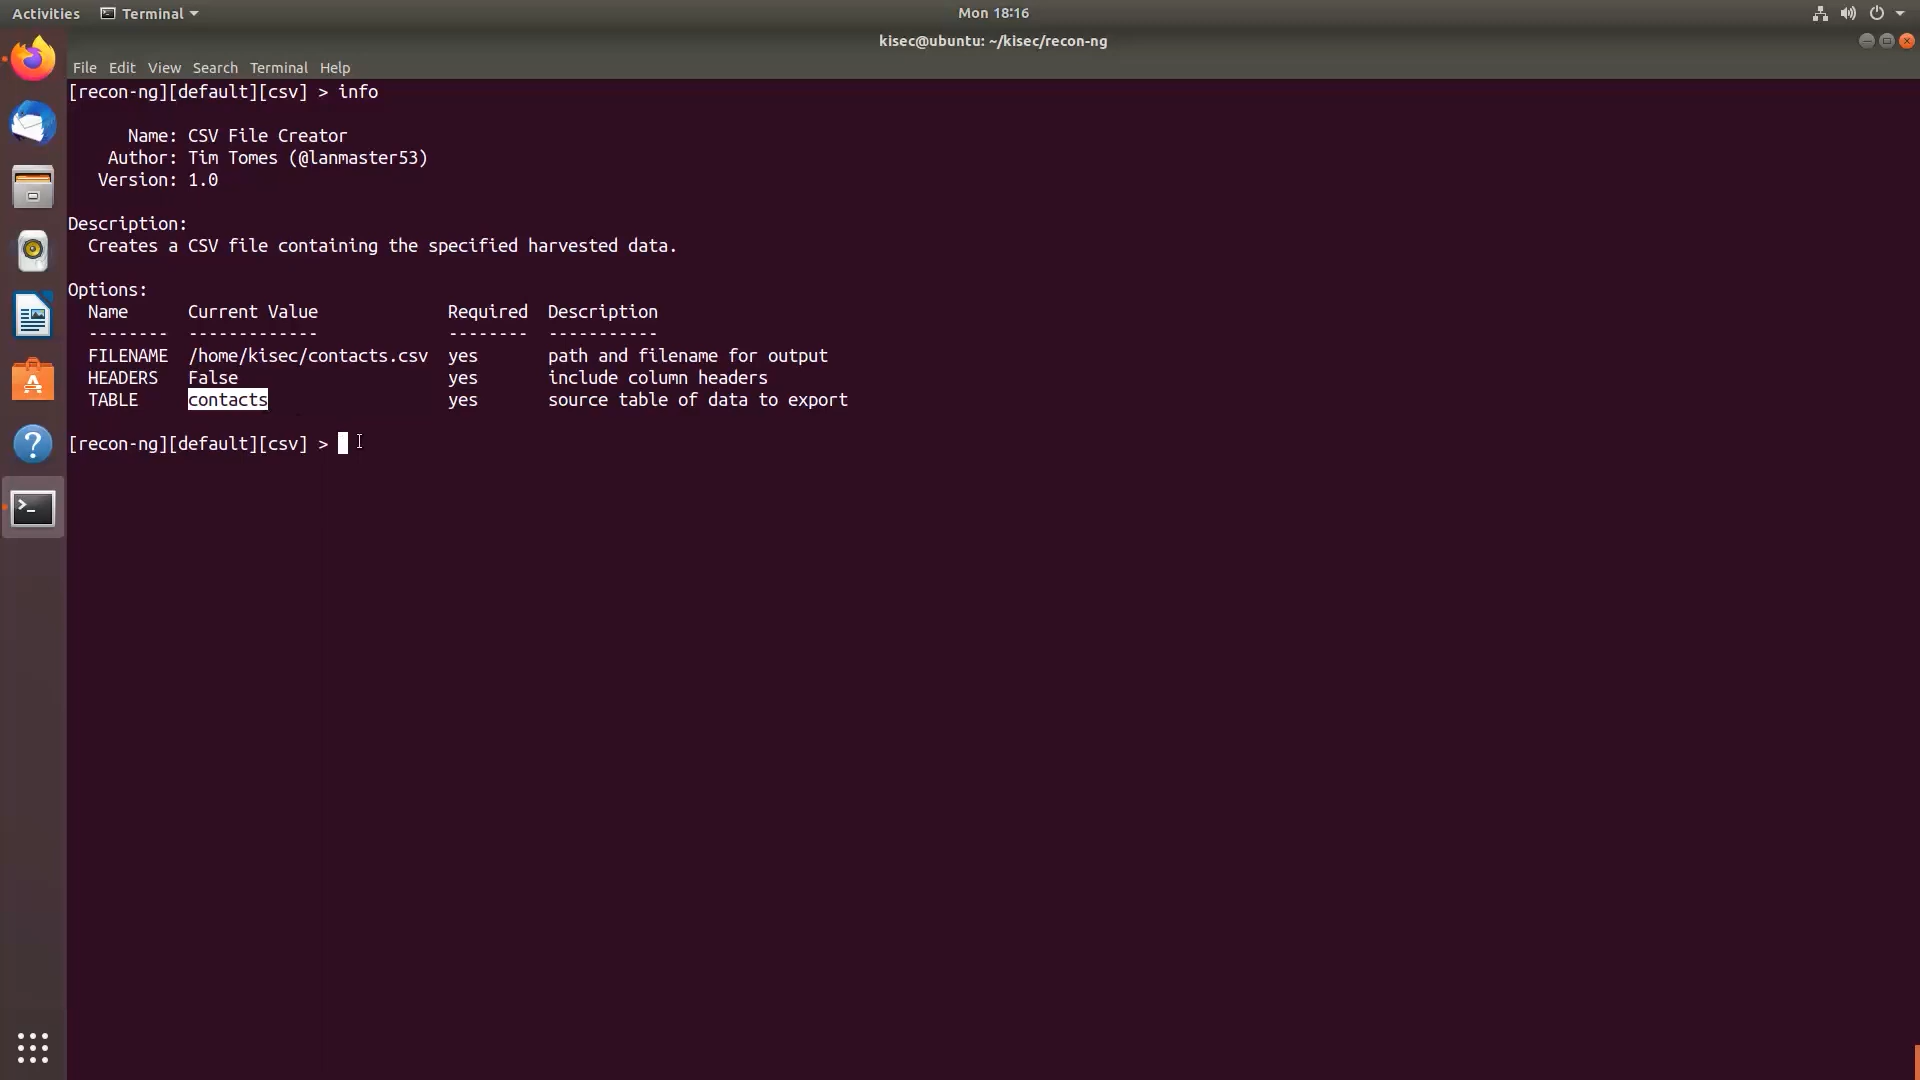 Activities
Terminal
Mon 18:16
kisec@ubuntu: ~/kisec/recon-ng
File Edit View Search Terminal Help
[recon-ng][default][csv] > info
Name: CSV File Creator
Author: Tim Tomes (@lanmaster53)
Version: 1.0
Description:
Creates a CSV file containing the specified harvested data.
Options:
Name Current Value Required Description
-------- ------------- -------- -----------
FILENAME /home/kisec/contacts.csv yes path and filename for output
HEADERS False yes include column headers
TABLE contacts yes source table of data to export
[recon-ng][default][csv] >